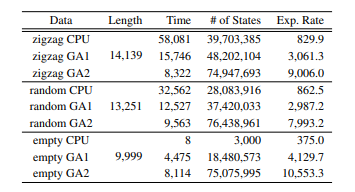 Data Length Time # of States Exp. Rate
zigzag CPU 58,081 39,703,385 829.9
zigzag GA1 14,139 15,746 48,202,104 3,061.3
zigzag GA2 8,322 74,947,693 9,006.0
random CPU 32,562 28,083,916 862.5
random GA1 13,251 12,527 37,420,033 2,987.2
random GA2 9,563 76,438,961 7,993.2
empty CPU 8 3,000 375.0
empty GA1 9,999 4,475 18,480,573 4,129.7
empty GA2 8,114 75,075,995 10,553.3